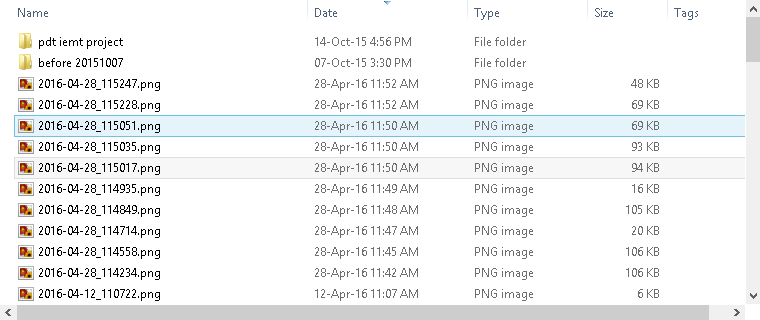 Name Date Type Size Tags
pdt iemt project 14-Oct-15 4:56 PM File folder
before 20151007 07-Oct-15 3:30 PM File folder
2016-04-28_115247.png 28-Apr-16 11:52 AM PNG image 48 KB
2016-04-28_115228.png 28-Apr-16 11:52 AM PNG image 69 KB
2016-04-28_115051.png 28-Apr-16 11:50 AM PNG image 69 KB
2016-04-28_115035.png 28-Apr-16 11:50 AM PNG image 93 KB
2016-04-28_115017.png 28-Apr-16 11:50 AM PNG image 94 KB
2016-04-28_114935.png 28-Apr-16 11:49 AM PNG image 16 KB
2016-04-28_114849.png 28-Apr-16 11:48 AM PNG image 105 KB
2016-04-28_114714.png 28-Apr-16 11:47 AM PNG image 20 KB
2016-04-28_114558.png 28-Apr-16 11:45 AM PNG image 106 KB
2016-04-28_114234.png 28-Apr-16 11:42 AM PNG image 106 KB
2016-04-12_110722.png 12-Apr-16 11:07 AM PNG image 6 KB